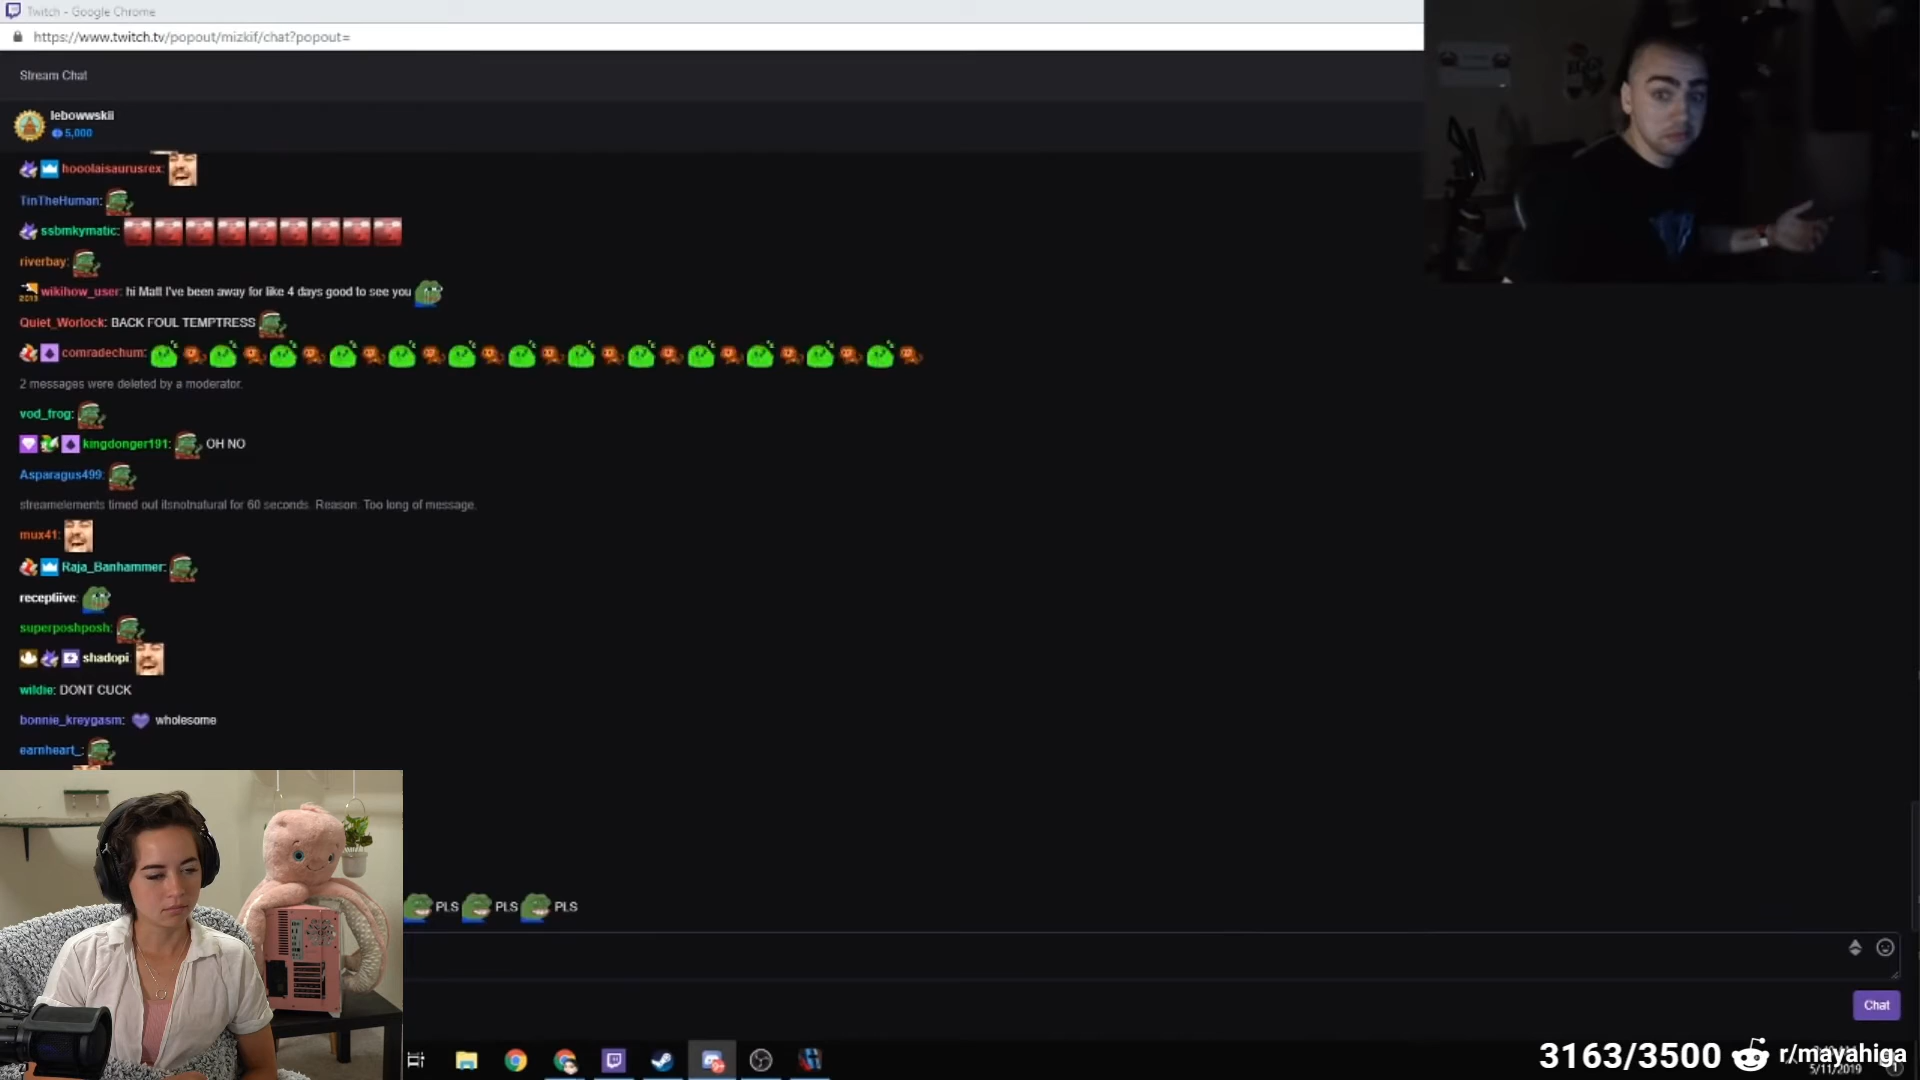 Twitch - Google Chrome
https://www.twitch.tv/popout/mizkif/chat?popout=
Stream Chat
lebowwskii
5,000
hooolaisaurusrex:
TinTheHuman:
ssbmkymatic:
riverbay:
wikihow_user: hi Matt I've been away for like 4 days good to see you
Quiet_Worlock: BACK FOUL TEMPTRESS
comradechum:
2 messages were deleted by a moderator.
vod_frog:
kingdonger191: OH NO
Asparagus499:
streamelements timed out itsnotnatural for 60 seconds. Reason: Too long of message.
mux41:
Raja_Banhammer:
receptiive:
superposhposh:
shadopi:
wildie: DONT CUCK
bonnie_kreygasm: wholesome
earnheart_:
PLS PLS PLS
Chat
3163/3500 r/mayahiga
5/11/2019